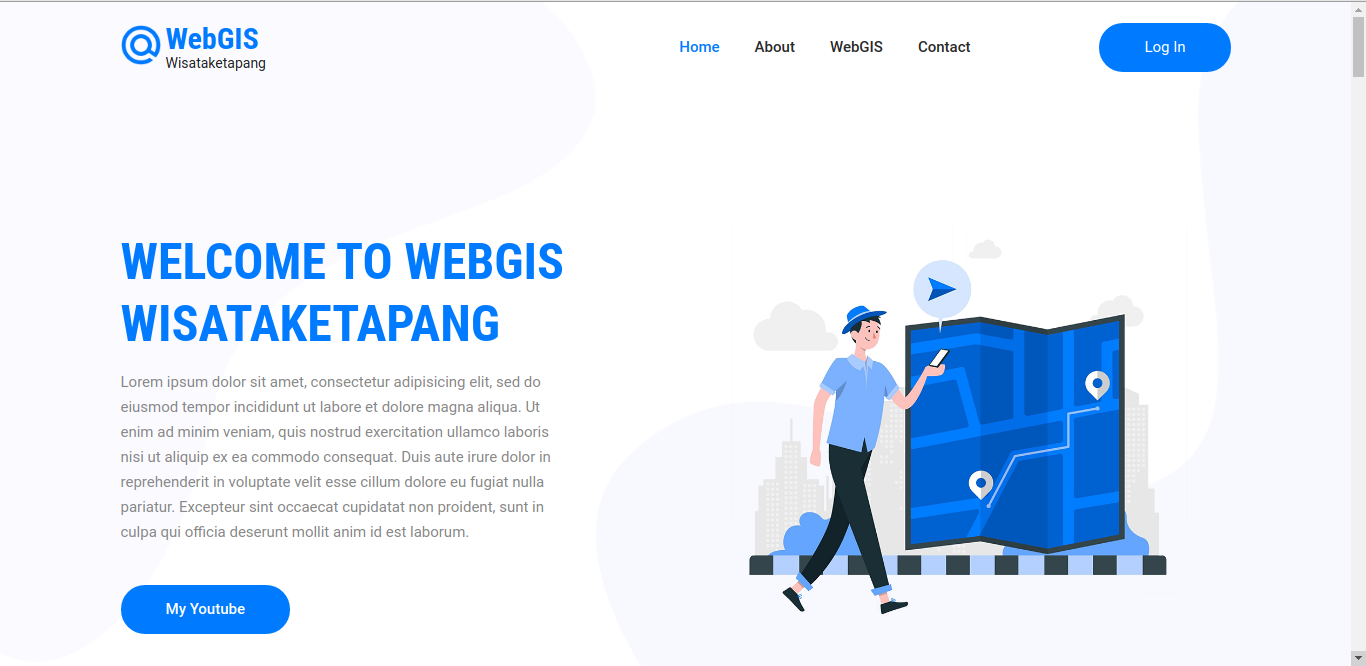 WebGIS
Wisataketapang
Home About WebGIS Contact Log In
WELCOME TO WEBGIS
WISATAKETAPANG
Lorem ipsum dolor sit amet, consectetur adipisicing elit, sed do
eiusmod tempor incididunt ut labore et dolore magna aliqua. Ut
enim ad minim veniam, quis nostrud exercitation ullamco laboris
nisi ut aliquip ex ea commodo consequat. Duis aute irure dolor in
reprehenderit in voluptate velit esse cillum dolore eu fugiat nulla
pariatur. Excepteur sint occaecat cupidatat non proident, sunt in
culpa qui officia deserunt mollit anim id est laborum.
My Youtube